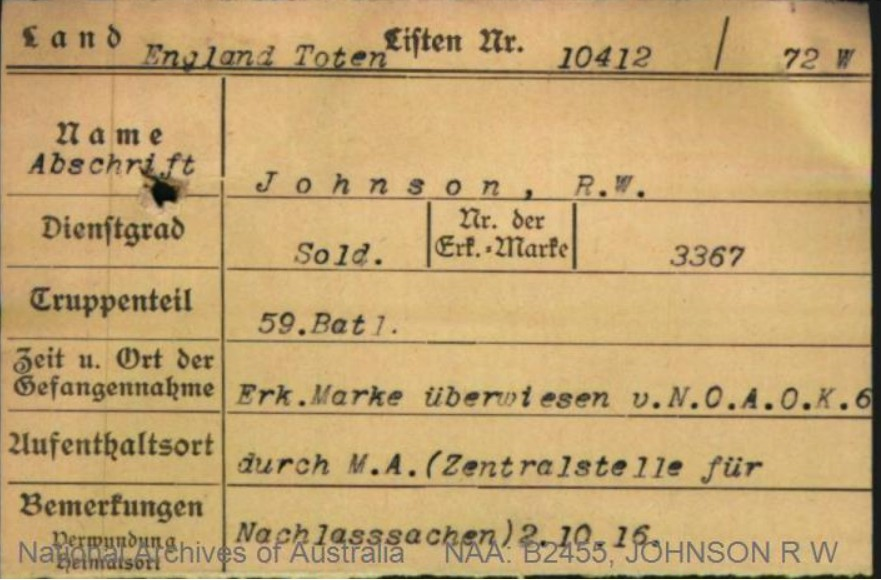 Land England Toten Listen Nr. 10412 / 72 W
Name
Abschrift
Johnson, R.W.
Dienstgrad Sold. Nr. der Erk.-Marke 3367
Truppenteil 59.Batl.
Zeit u. Ort der
Gefangennahme Erk.Marke überwiesen v.N.O.A.O.K.6
Aufenthaltsort durch M.A.(Zentralstelle für
Bemerkungen
Verwundung Nachlasssachen)2.10.16.
Heimatsort
National Archives of Australia NAA: B2455, JOHNSON R W